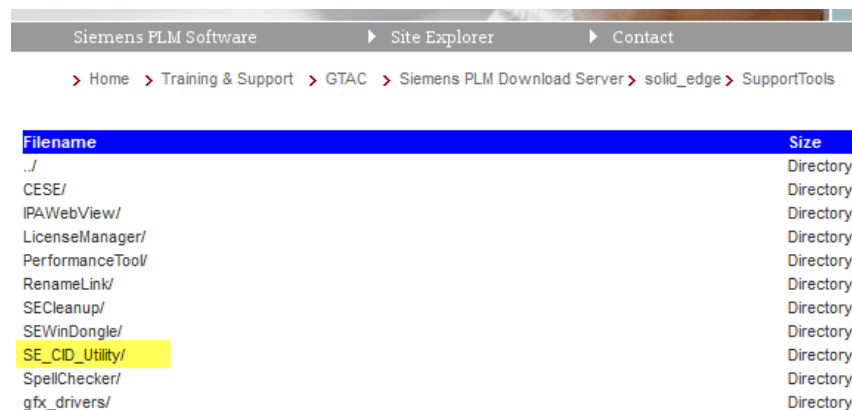 Siemens PLM Software Site Explorer Contact
Home Training & Support GTAC Siemens PLM Download Server solid_edge SupportTools
Filename Size
../ Directory
CESE/ Directory
IPAWebView/ Directory
LicenseManager/ Directory
PerformanceTool/ Directory
RenameLink/ Directory
SECleanup/ Directory
SEWinDongle/ Directory
SE_CID_Utility/ Directory
SpellChecker/ Directory
gfx_drivers/ Directory